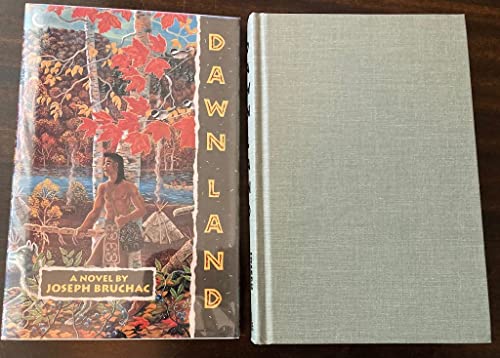 DAWN LAND
A NOVEL BY
JOSEPH BRUCHAC